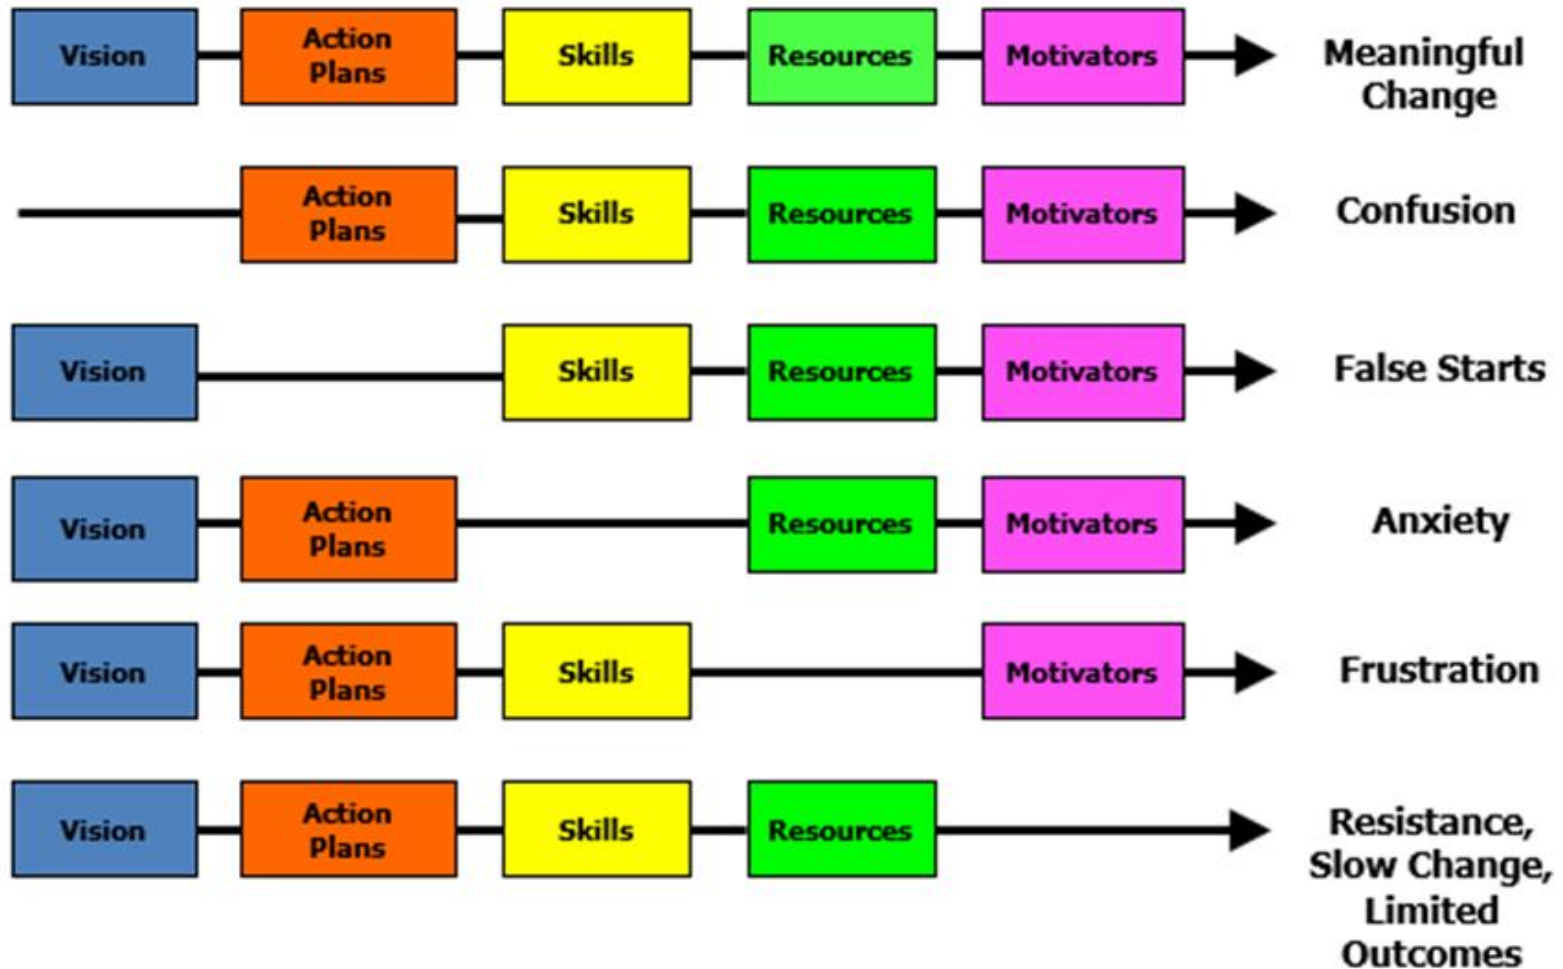 Vision Action Plans Skills Resources Motivators Meaningful Change
Action Plans Skills Resources Motivators Confusion
Vision Skills Resources Motivators False Starts
Vision Action Plans Resources Motivators Anxiety
Vision Action Plans Skills Motivators Frustration
Vision Action Plans Skills Resources Resistance, Slow Change, Limited Outcomes